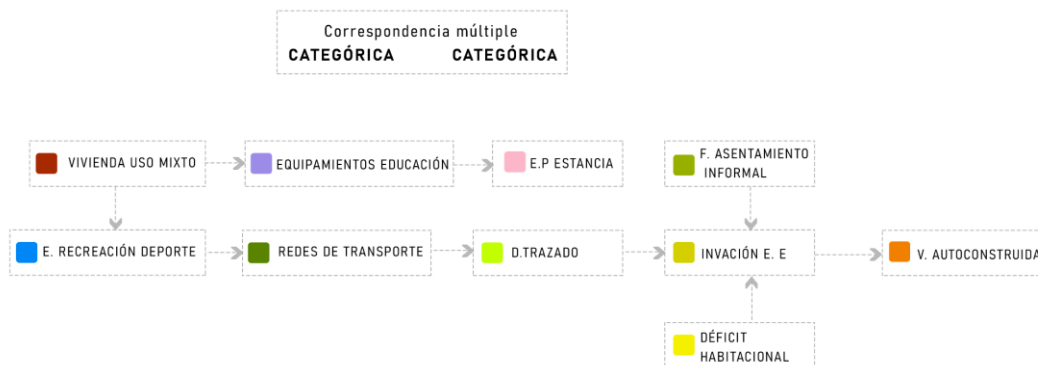 Correspondencia múltiple
CATEGÓRICA CATEGÓRICA
VIVIENDA USO MIXTO
EQUIPAMIENTOS EDUCACIÓN
E.P ESTANCIA
F. ASENTAMIENTO
INFORMAL
E. RECREACIÓN DEPORTE
REDES DE TRANSPORTE
D.TRAZADO
INVACIÓN E. E
V. AUTOCONSTRUIDA
DÉFICIT
HABITACIONAL